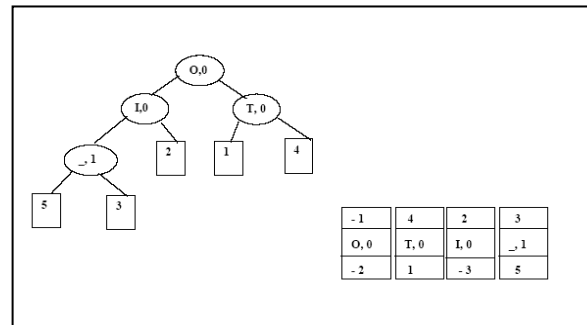 O,0
I,0 T, 0
_, 1 2 1 4
5 3
- 1 4 2 3
O, 0 T, 0 I, 0 _, 1
- 2 1 - 3 5